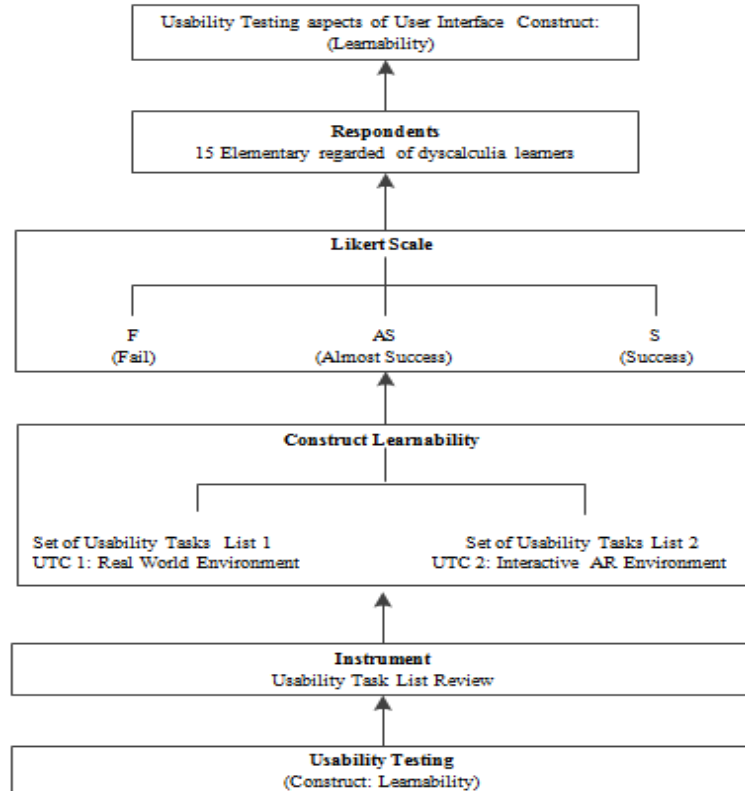 Usability Testing aspects of User Interface Construct:
(Learnability)
Respondents
15 Elementary regarded of dyscalculia learners
Likert Scale
F
(Fail)
AS
(Almost Success)
S
(Success)
Construct Learnability
Set of Usability Tasks List 1
UTC 1: Real World Environment
Set of Usability Tasks List 2
UTC 2: Interactive AR Environment
Instrument
Usability Task List Review
Usability Testing
(Construct: Learnability)